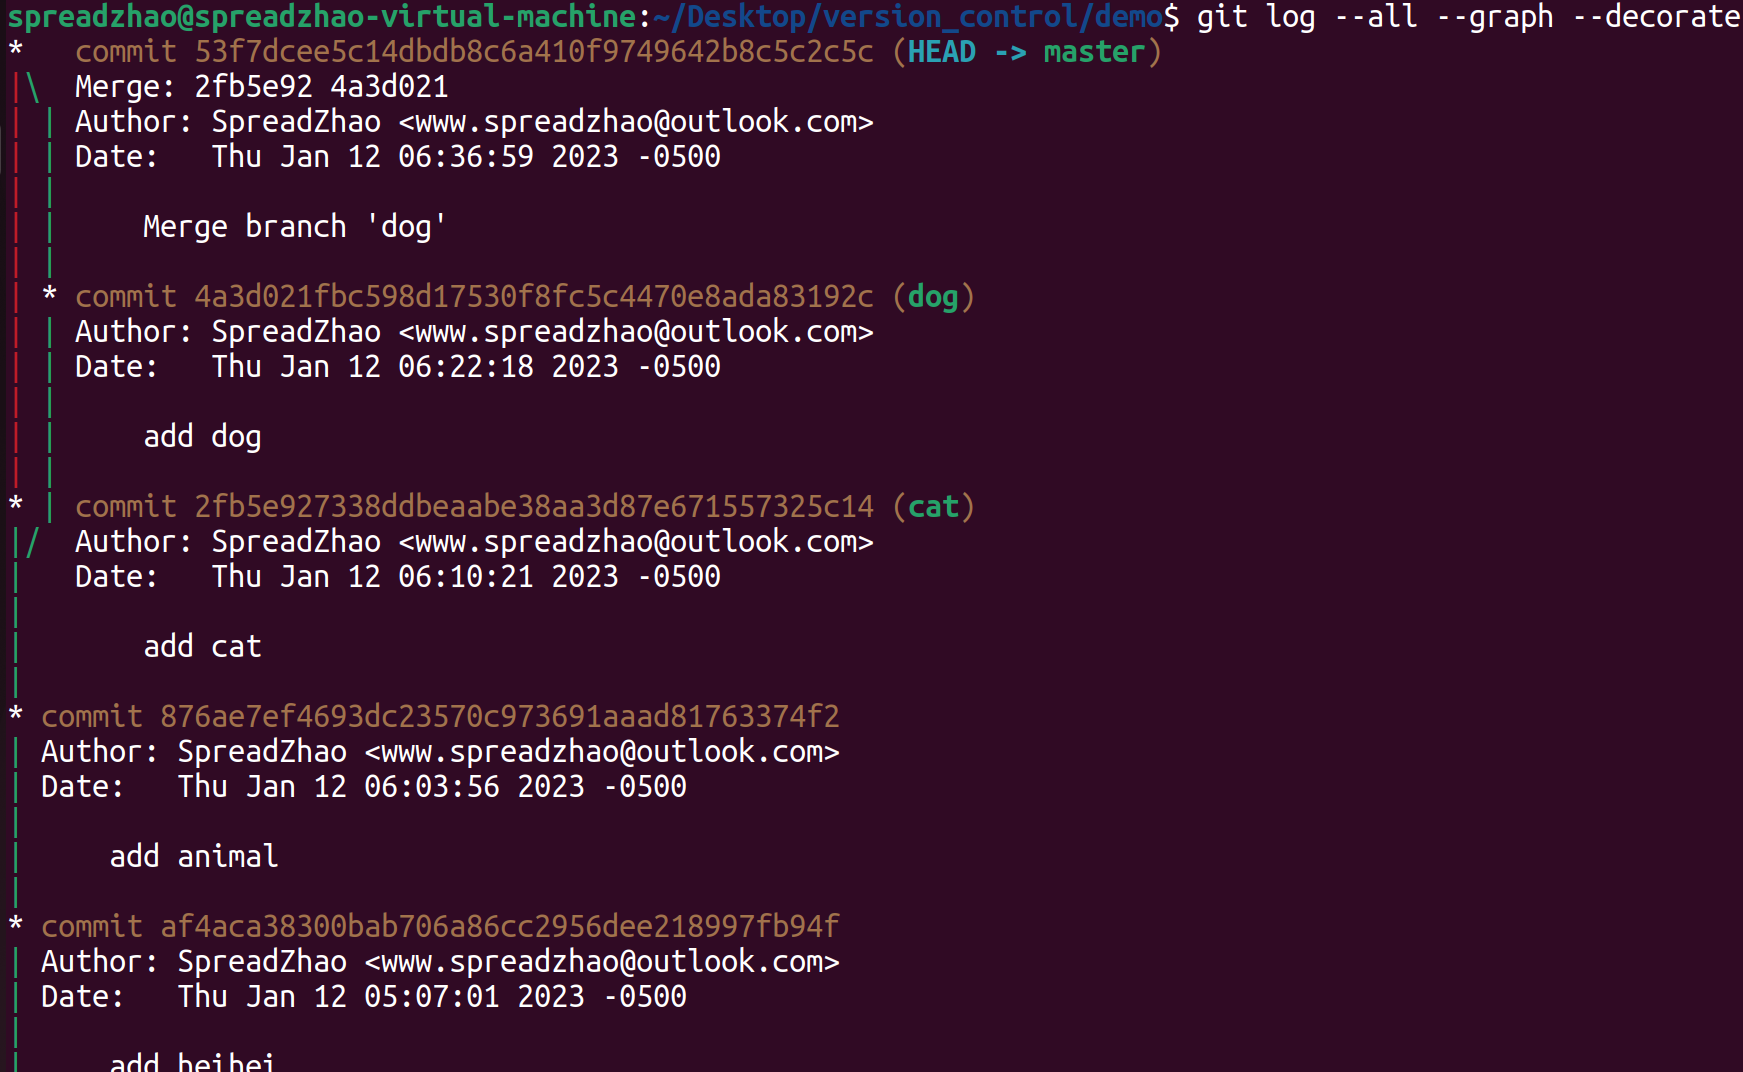 spreadzhao@spreadzhao-virtual-machine:~/Desktop/version_control/demo$ git log --all --graph --decorate
*   commit 53f7dcee5c14dbdb8c6a410f9749642b8c5c2c5c (HEAD -> master)
|\  Merge: 2fb5e92 4a3d021
| | Author: SpreadZhao <www.spreadzhao@outlook.com>
| | Date:   Thu Jan 12 06:36:59 2023 -0500
| |
| |     Merge branch 'dog'
| |
| * commit 4a3d021fbc598d17530f8fc5c4470e8ada83192c (dog)
| | Author: SpreadZhao <www.spreadzhao@outlook.com>
| | Date:   Thu Jan 12 06:22:18 2023 -0500
| |
| |     add dog
| |
* | commit 2fb5e927338ddbeaabe38aa3d87e671557325c14 (cat)
|/  Author: SpreadZhao <www.spreadzhao@outlook.com>
|   Date:   Thu Jan 12 06:10:21 2023 -0500
|
|       add cat
|
* commit 876ae7ef4693dc23570c973691aaad81763374f2
| Author: SpreadZhao <www.spreadzhao@outlook.com>
| Date:   Thu Jan 12 06:03:56 2023 -0500
|
|     add animal
|
* commit af4aca38300bab706a86cc2956dee218997fb94f
| Author: SpreadZhao <www.spreadzhao@outlook.com>
| Date:   Thu Jan 12 05:07:01 2023 -0500
|
|     add heihei